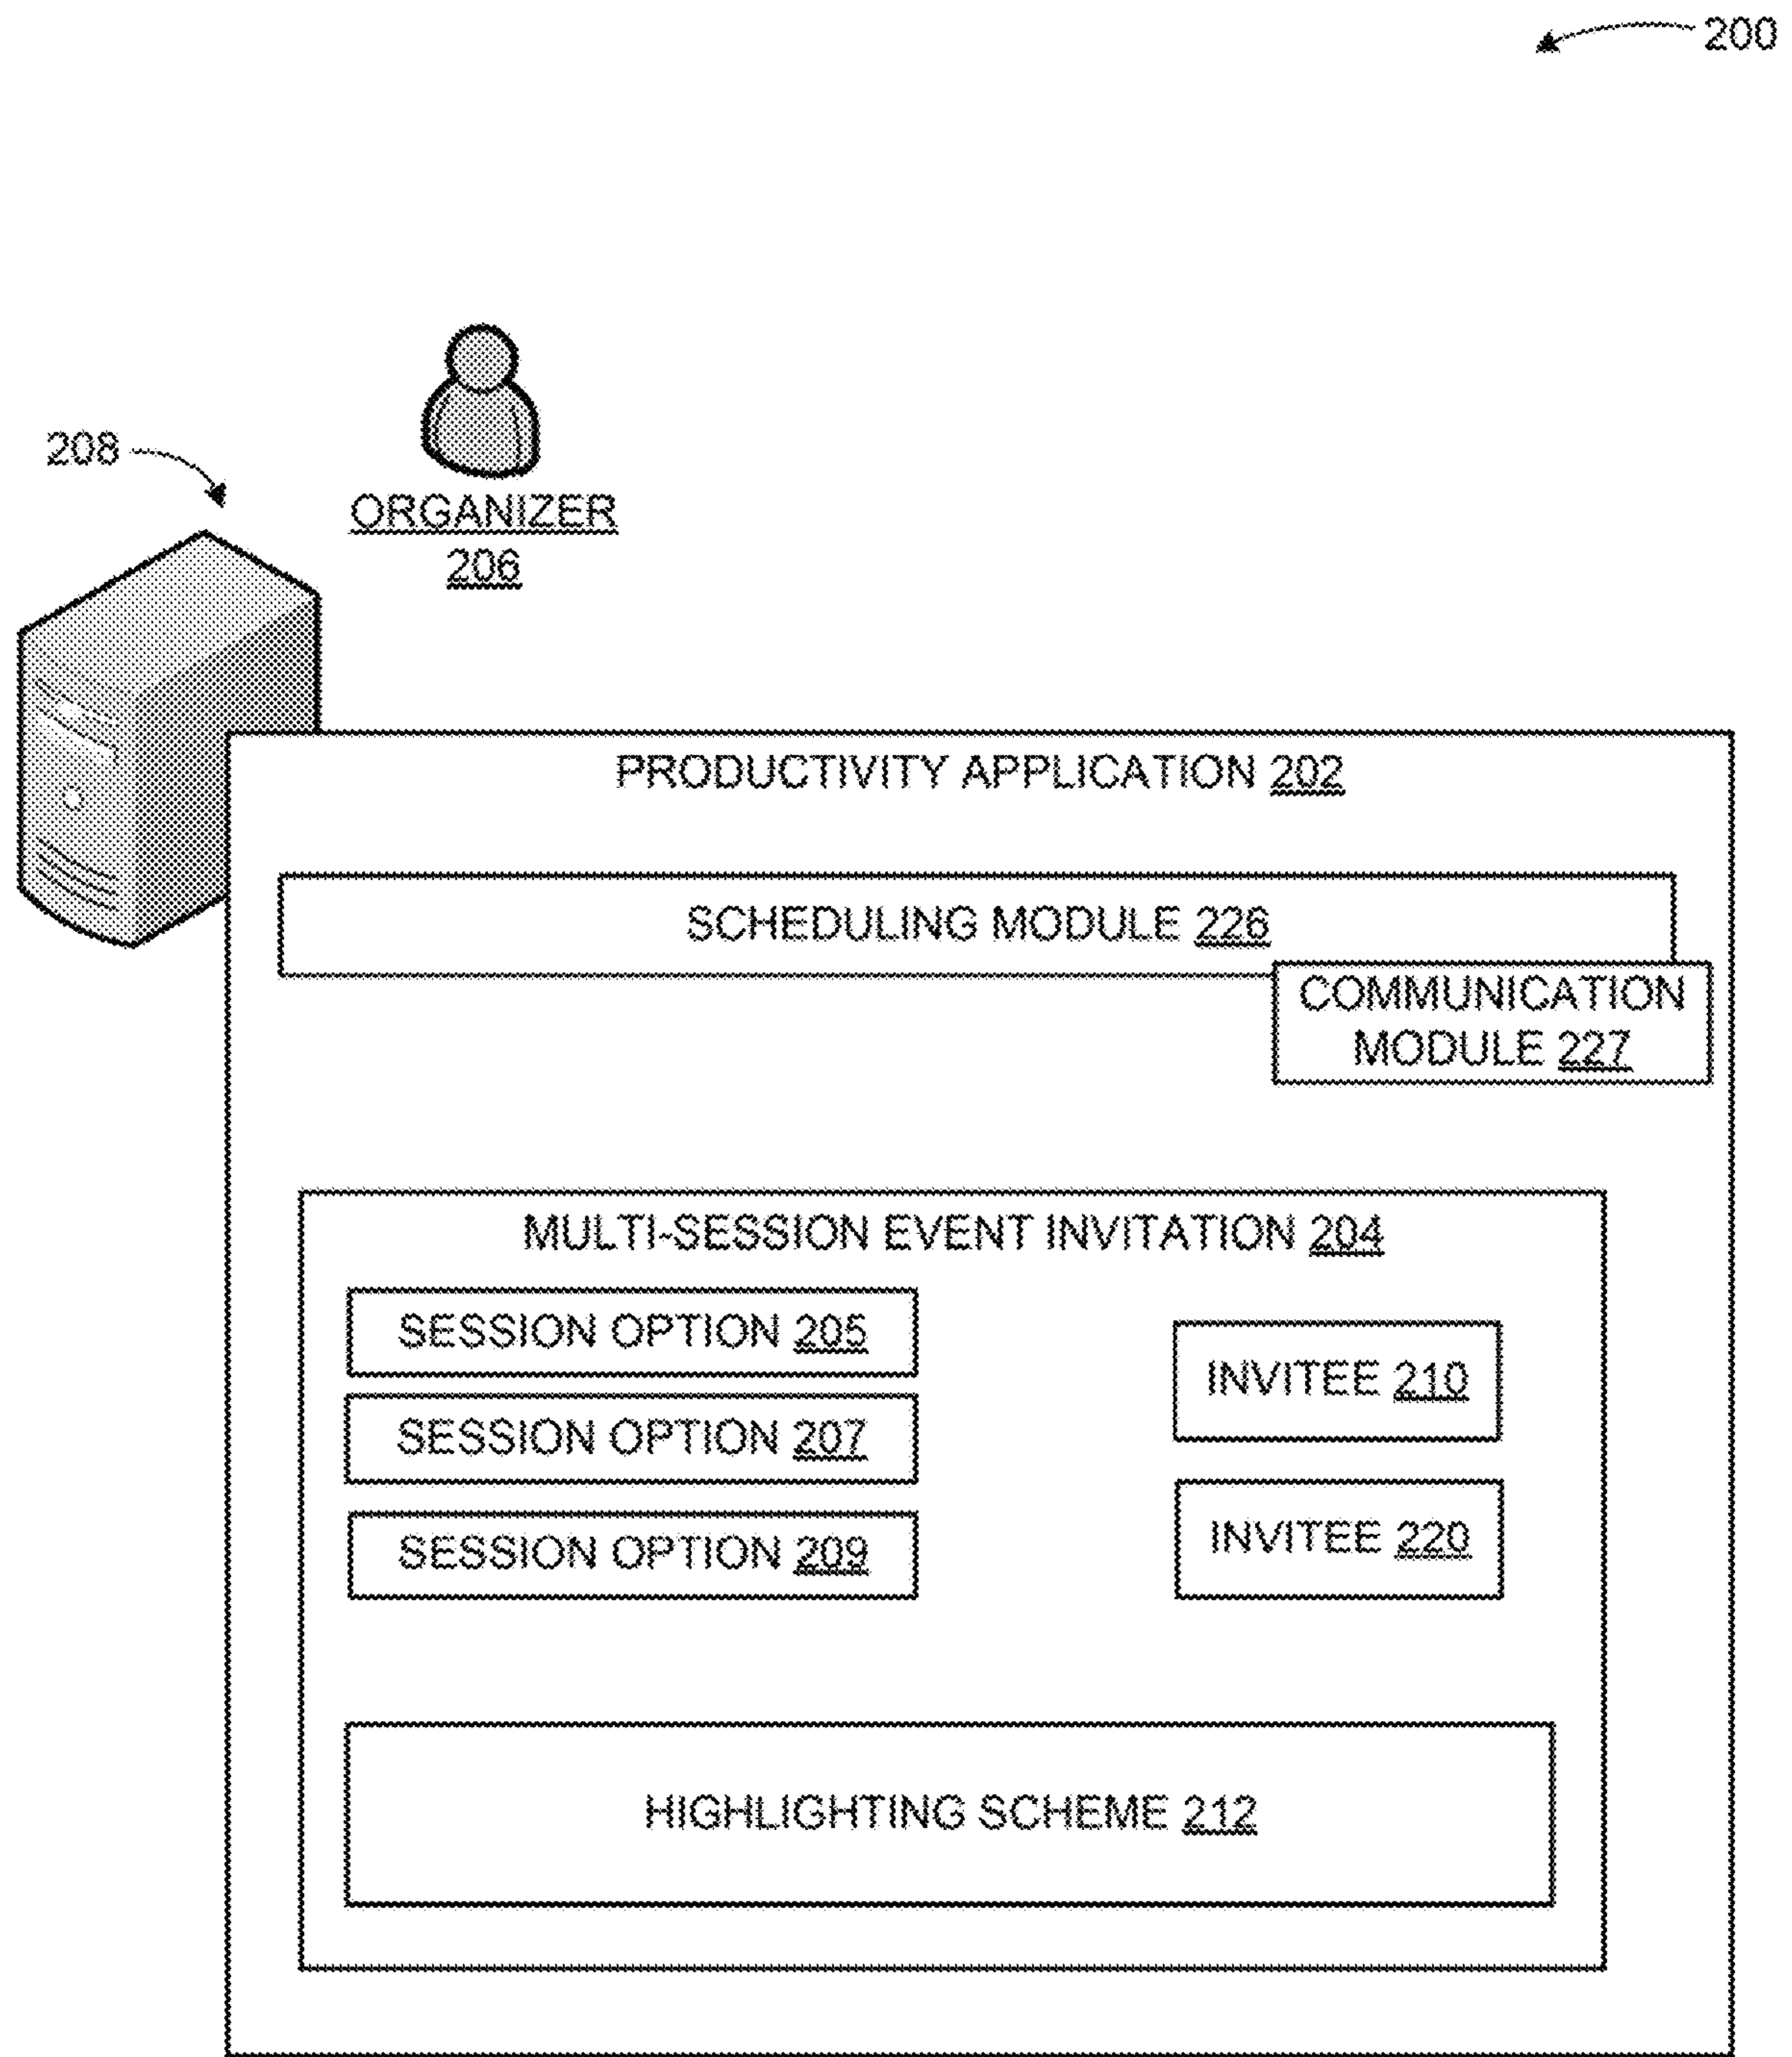 200
208
ORGANIZER
206
PRODUCTIVITY APPLICATION 202
SCHEDULING MODULE 226
COMMUNICATION
MODULE 227
MULTI-SESSION EVENT INVITATION 204
SESSION OPTION 205
SESSION OPTION 207
SESSION OPTION 209
INVITEE 210
INVITEE 220
HIGHLIGHTING SCHEME 212